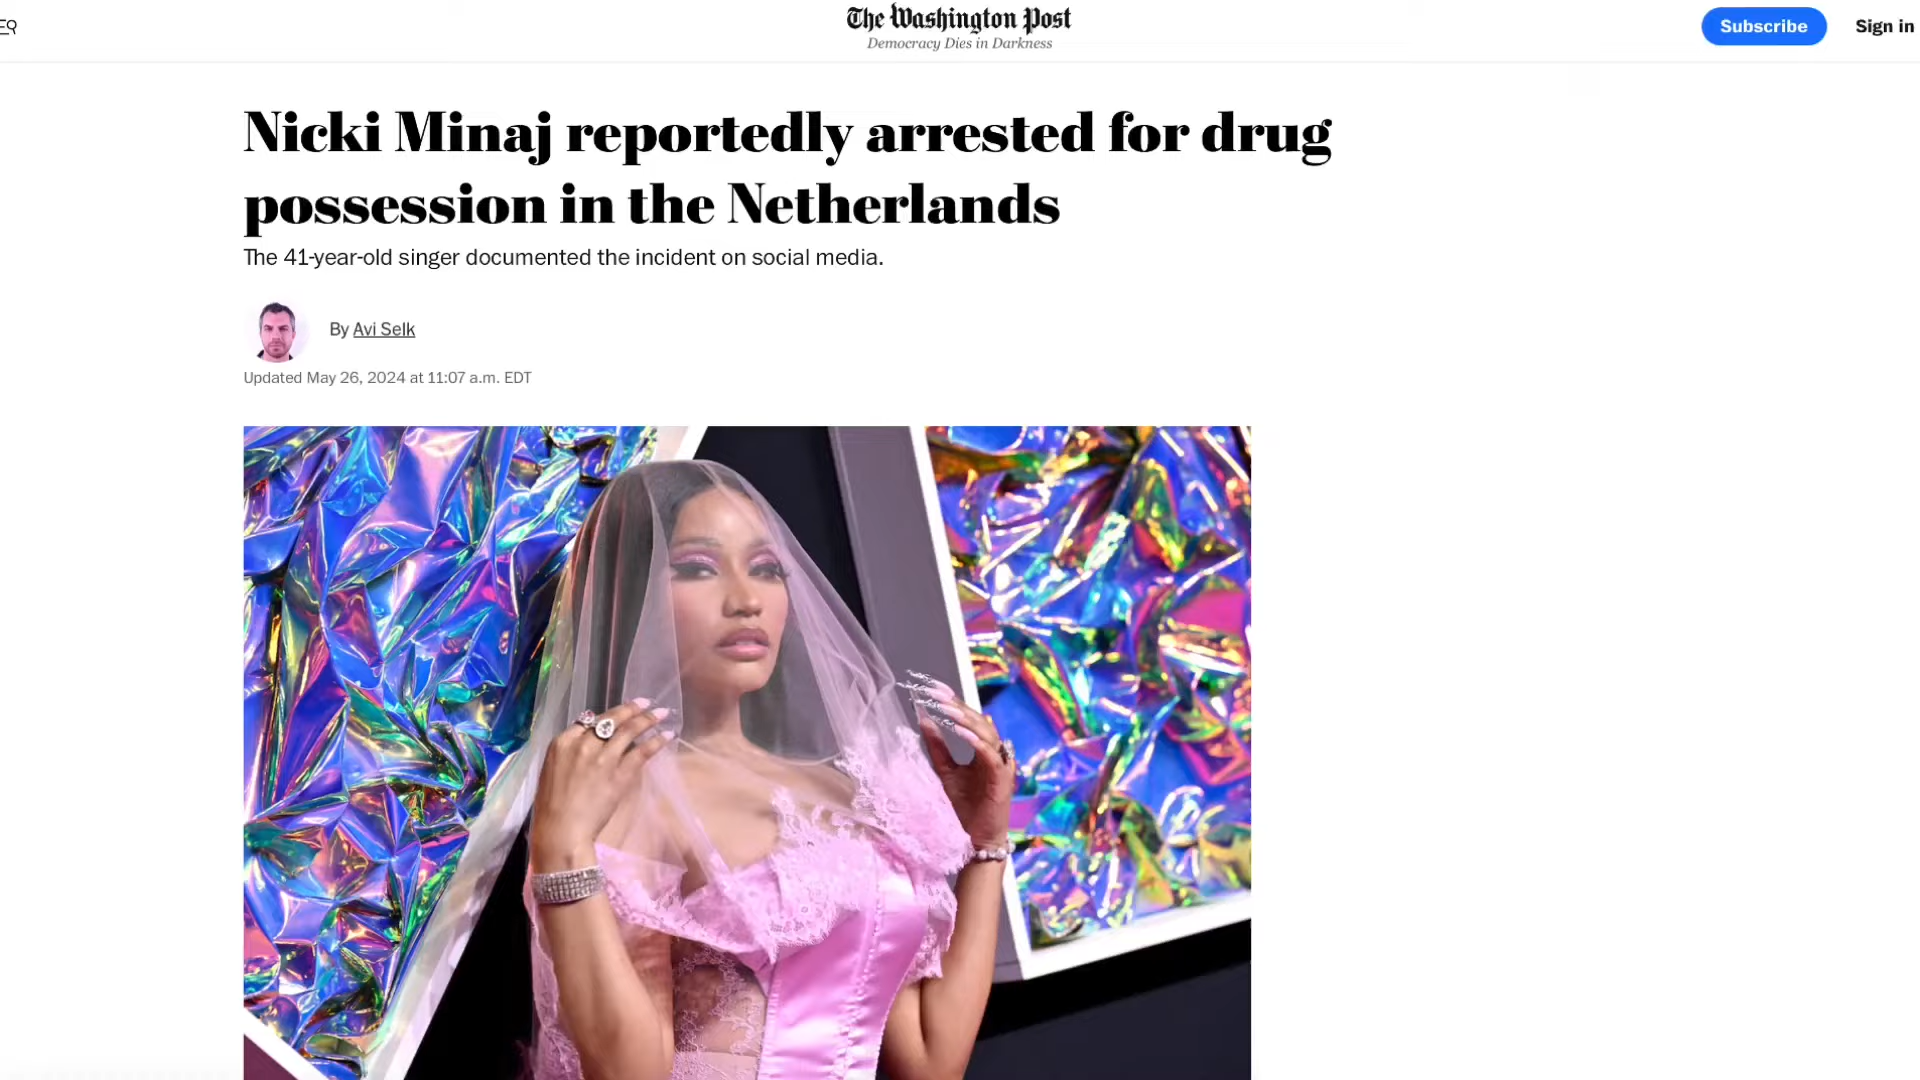 The Washington Post
Democracy Dies in Darkness
Subscribe
Sign in
Nicki Minaj reportedly arrested for drug
possession in the Netherlands
The 41-year-old singer documented the incident on social media.
By Avi Selk
Updated May 26, 2024 at 11:07 a.m. EDT